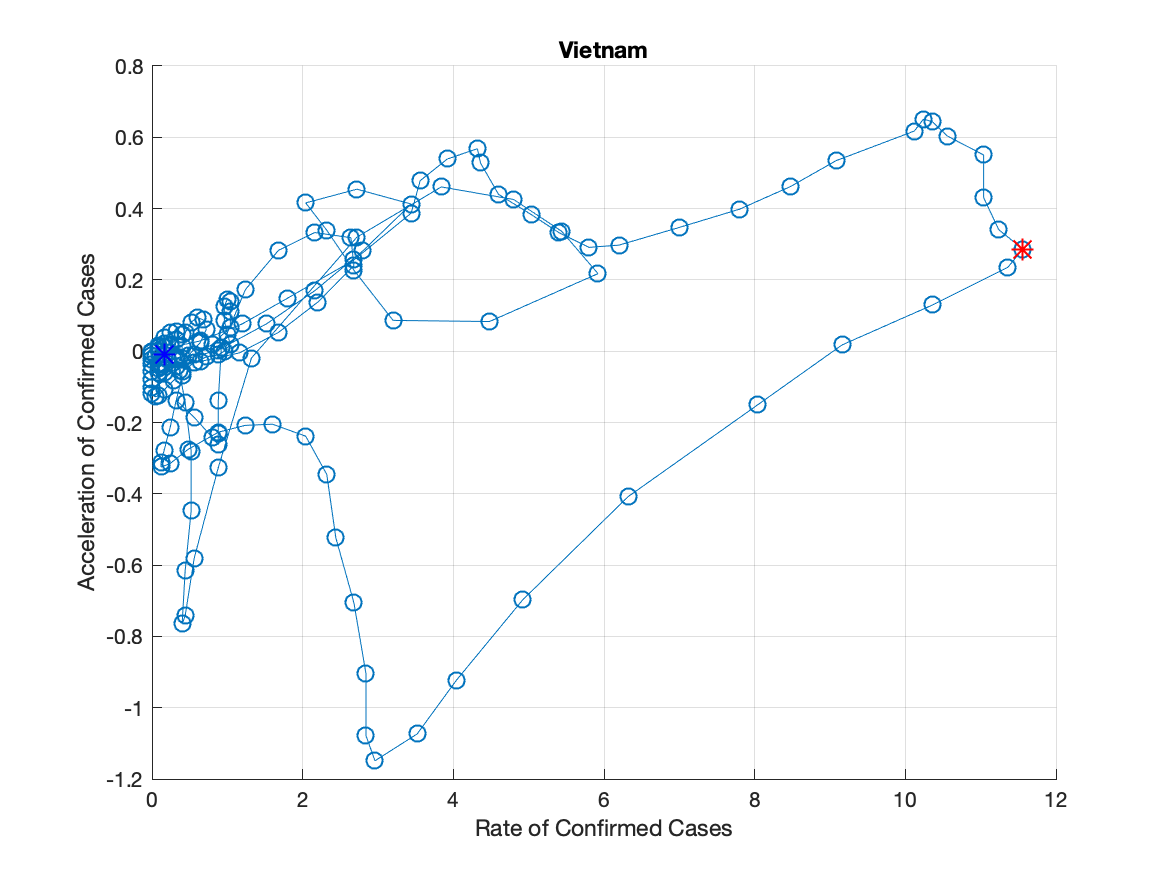 Vietnam
0.8
0.6
0.4
0.2
0
-0.2
-0.4
-0.6
-0.8
-1
-1.2
Acceleration of Confirmed Cases
0 2 4 6 8 10 12
Rate of Confirmed Cases